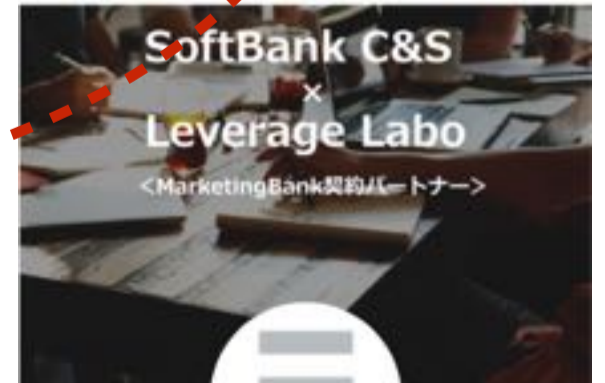 SoftBank C&S
×
Leverage Labo
<MarketingBank契約パートナー>